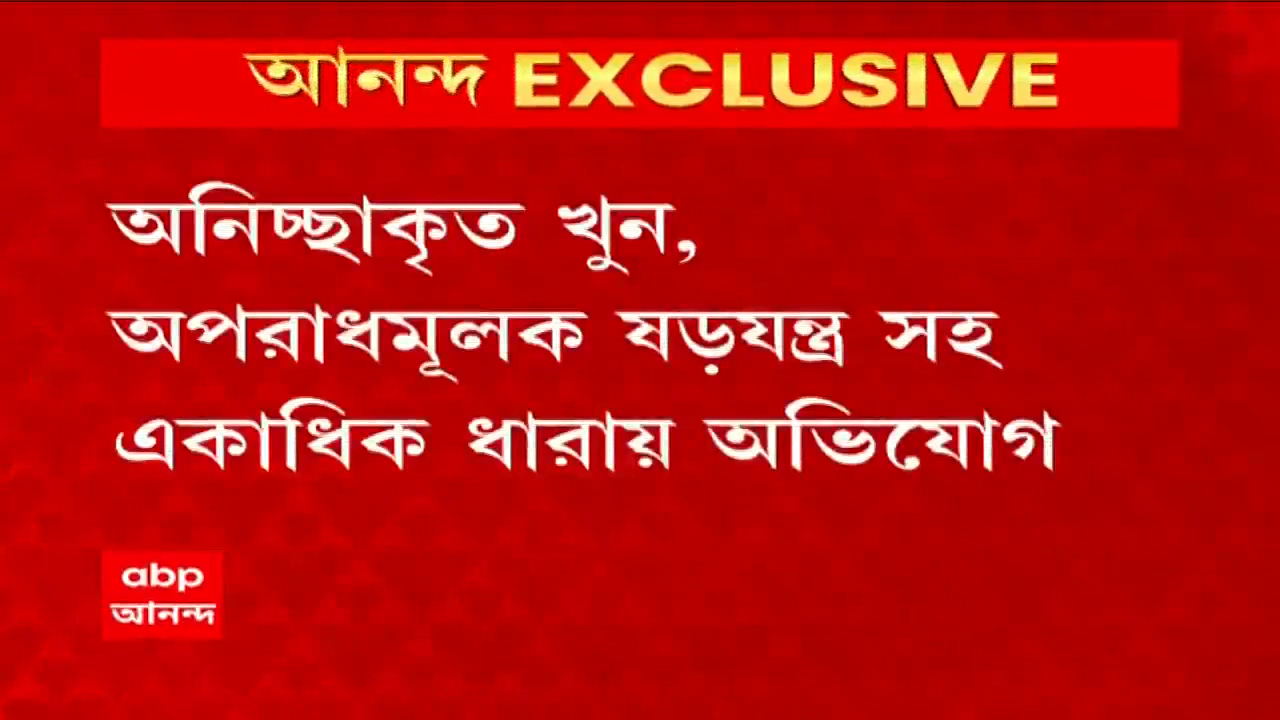 আনন্দ EXCLUSIVE
অনিচ্ছাকৃত খুন,
অপরাধমূলক ষড়যন্ত্র সহ
একাধিক ধারায় অভিযোগ
abp
আনন্দ